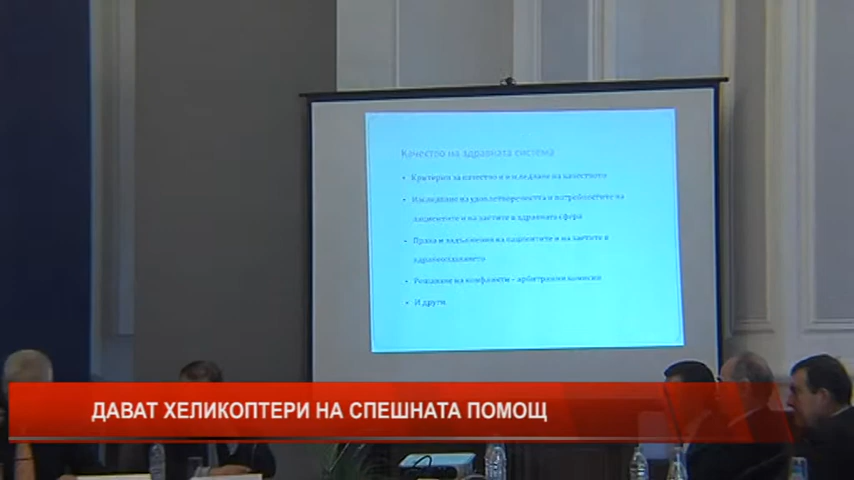 Качество на здравната система
• Критерии за качество и изследване на качеството
• Изследване на удовлетвореността и потребностите на
пациентите и на заетите в здравната сфера
• Права и задължения на пациентите и на заетите в
здравеопазването
• Решаване на конфликти – арбитражни комисии
• И други
ДАВАТ ХЕЛИКОПТЕРИ НА СПЕШНАТА ПОМОЩ